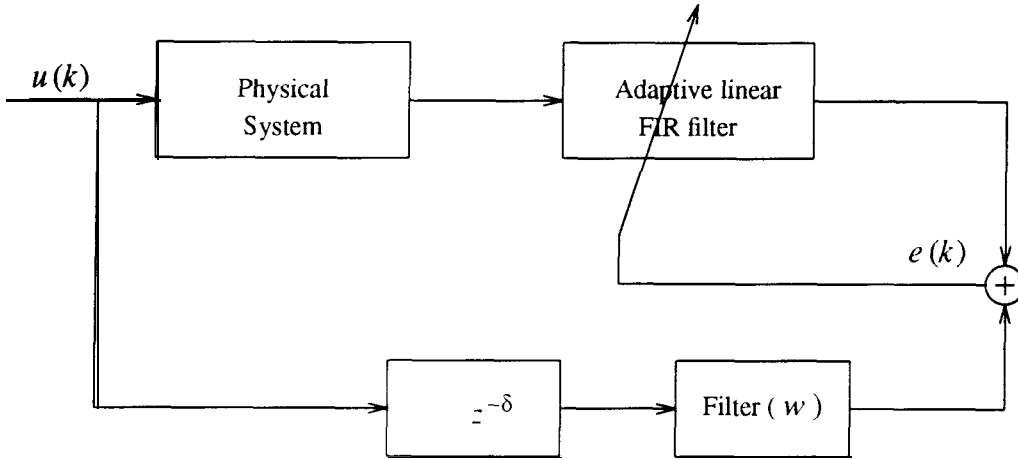 u(k)
Physical
System
Adaptive linear
FIR filter
e(k)
+
z^{-δ}
Filter (w)